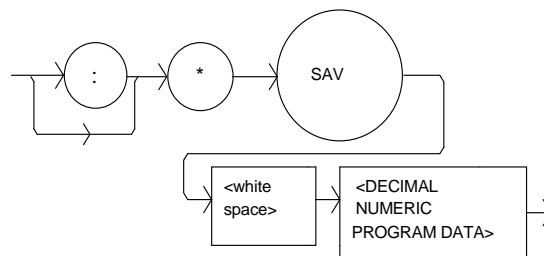 :
*
SAV
<white
space>
<DECIMAL
NUMERIC
PROGRAM DATA>